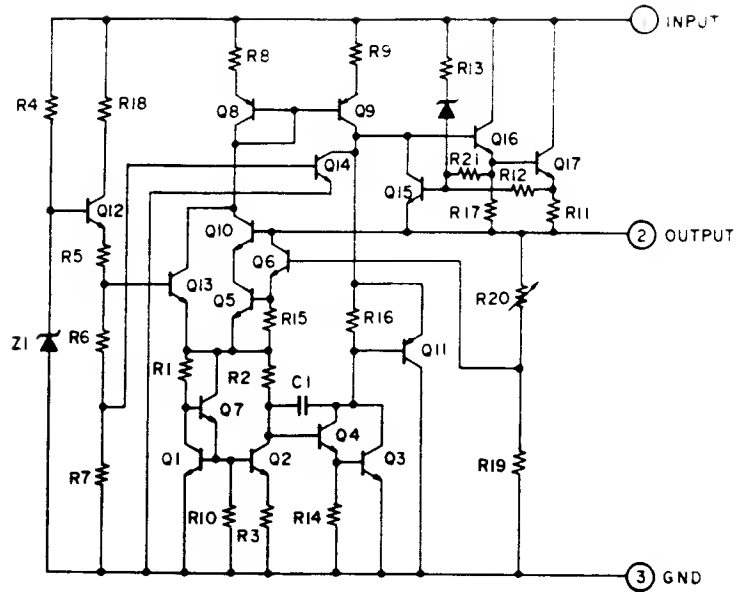 1 INPUT
R8
R9
R13
R4
R18
Q8
Q9
Q16
Q14
R21
R12
Q17
Q15
Q12
R17
R11
Q10
2 OUTPUT
R5
Q6
Q13
Q5
R20
R15
R16
Q11
Z1
R6
R1
R2
C1
Q7
Q4
Q1
Q2
Q3
R7
R19
R10
R3
R14
3 GND